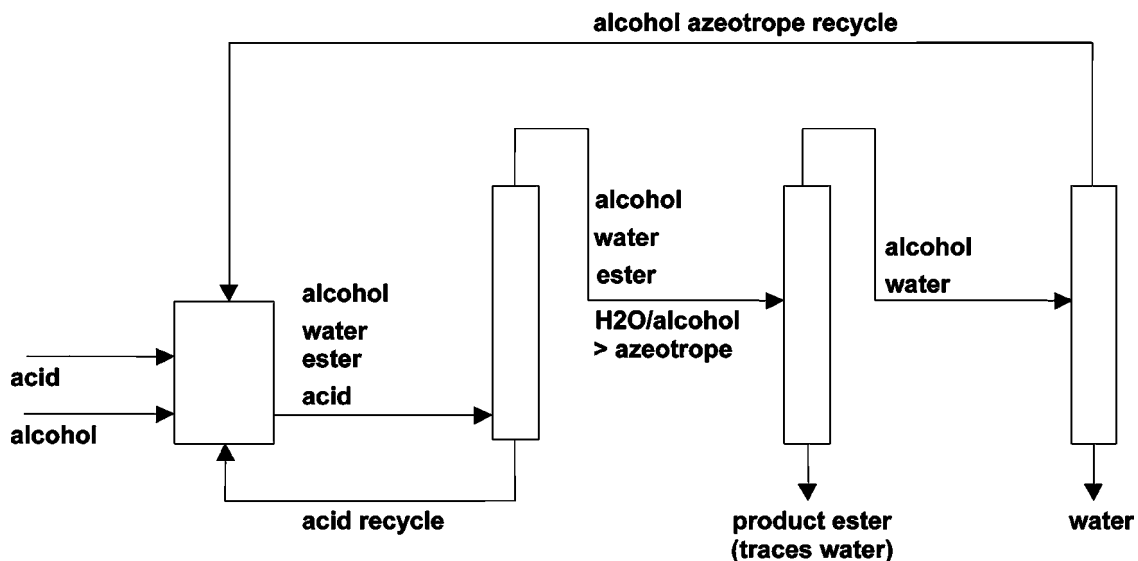 alcohol azeotrope recycle
alcohol
water
ester
acid
acid
alcohol
acid recycle
alcohol
water
ester
H2O/alcohol
> azeotrope
alcohol
water
product ester
(traces water)
water